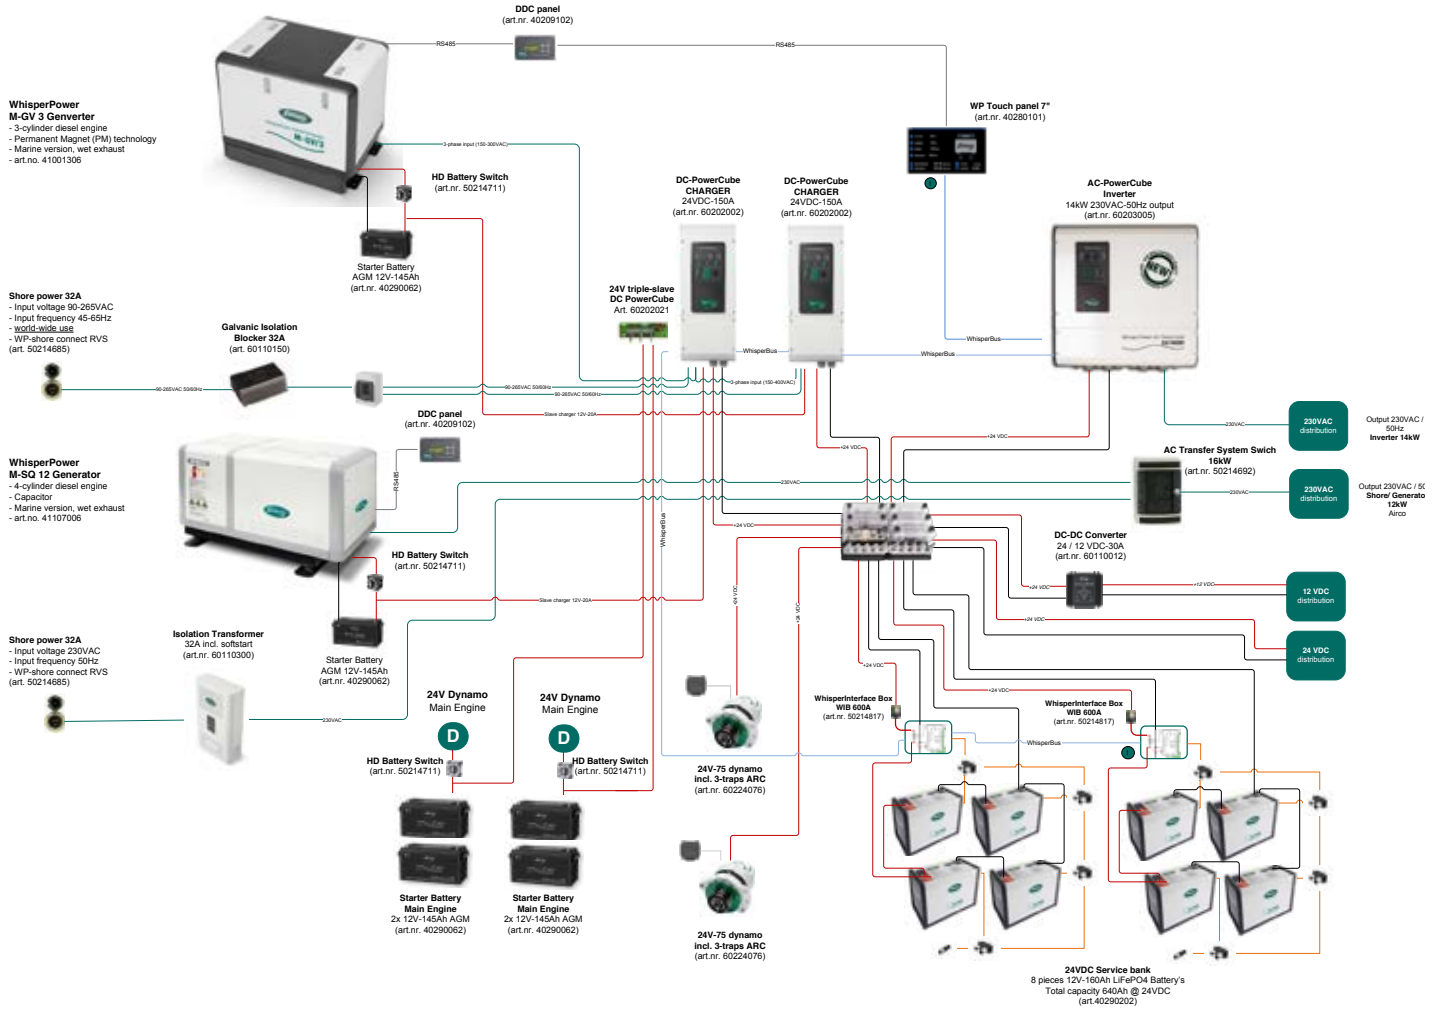 DDC panel
(art.nr. 40209102)
RS485
RS485
WhisperPower
M-GV 3 Genverter
- 3-cylinder diesel engine
- Permanent Magnet (PM) technology
- Marine version, wet exhaust
- art.no. 41001306
3-phase input (150-300VAC)
HD Battery Switch
(art.nr. 50214711)
Starter Battery
AGM 12V-145Ah
(art.nr. 40290062)
WP Touch panel 7"
(art.nr. 40280101)
DC-PowerCube
CHARGER
24VDC-150A
(art.nr. 60202002)
DC-PowerCube
CHARGER
24VDC-150A
(art.nr. 60202002)
AC-PowerCube
Inverter
14kW 230VAC-50Hz output
(art.nr. 60203005)
NEW!
24V triple-slave
DC PowerCube
Art. 60202021
Shore power 32A
- Input voltage 90-265VAC
- Input frequency 45-65Hz
- world-wide use
- WP-shore connect RVS
(art. 50214685)
Galvanic Isolation
Blocker 32A
(art. 60110150)
90-265VAC 50/60Hz
90-265VAC 50/60Hz
90-265VAC 50/60Hz
3-phase input (150-400VAC)
Slave charger 12V-20A
WhisperBus
WhisperBus
WhisperBus
DDC panel
(art.nr. 40209102)
RS485
WhisperPower
M-SQ 12 Generator
- 4-cylinder diesel engine
- Capacitor
- Marine version, wet exhaust
- art.no. 41107006
HD Battery Switch
(art.nr. 50214711)
Slave charger 12V-20A
Starter Battery
AGM 12V-145Ah
(art.nr. 40290062)
+24 VDC
+24 VDC
+24 VDC
+24 VDC
+24 VDC
WhisperBus
230VAC
230VAC
230VAC
230VAC
distribution
Output 230VAC /
50Hz
Inverter 14kW
AC Transfer System Swich
16kW
(art.nr. 50214692)
230VAC
distribution
Output 230VAC / 50
Shore/ Generato
12kW
Airco
DC-DC Converter
24 / 12 VDC-30A
(art.nr. 60110012)
+24 VDC
+12 VDC
12 VDC
distribution
+24 VDC
24 VDC
distribution
Shore power 32A
- Input voltage 230VAC
- Input frequency 50Hz
- WP-shore connect RVS
(art. 50214685)
Isolation Transformer
32A incl. softstart
(art.nr. 60110300)
230VAC
24V Dynamo
Main Engine
D
HD Battery Switch
(art.nr. 50214711)
24V Dynamo
Main Engine
D
HD Battery Switch
(art.nr. 50214711)
Starter Battery
Main Engine
2x 12V-145Ah AGM
(art.nr. 40290062)
Starter Battery
Main Engine
2x 12V-145Ah AGM
(art.nr. 40290062)
24V-75 dynamo
incl. 3-traps ARC
(art.nr. 60224076)
24V-75 dynamo
incl. 3-traps ARC
(art.nr. 60224076)
+24 VDC
+24 VDC
WhisperInterface Box
WIB 600A
(art.nr. 50214817)
WhisperBus
WhisperInterface Box
WIB 600A
(art.nr. 50214817)
24VDC Service bank
8 pieces 12V-160Ah LiFePO4 Battery's
Total capacity 640Ah @ 24VDC
(art.40290202)